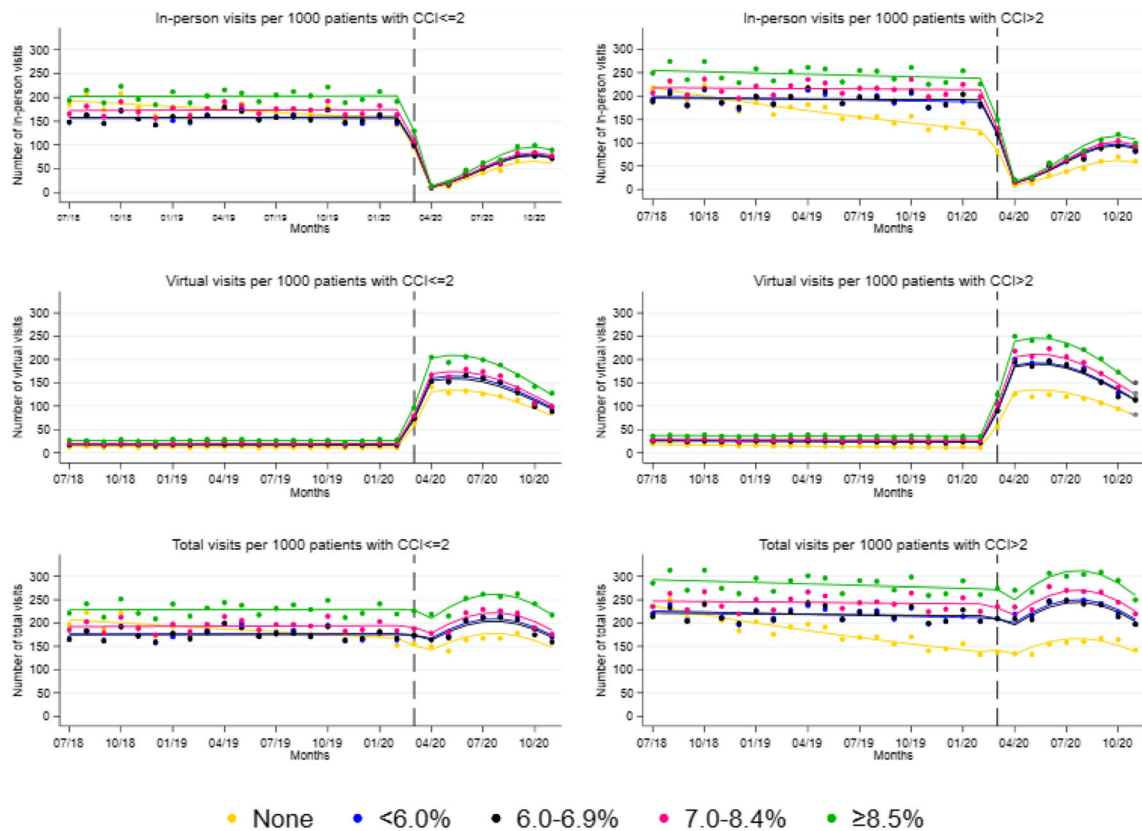 In-person visits per 1000 patients with CCI<=2
Number of in-person visits
300
250
200
150
100
50
0
07/18 10/18 01/19 04/19 07/19 10/19 01/20 04/20 07/20 10/20
Months
In-person visits per 1000 patients with CCI>2
Number of in-person visits
300
250
200
150
100
50
0
07/18 10/18 01/19 04/19 07/19 10/19 01/20 04/20 07/20 10/20
Months
Virtual visits per 1000 patients with CCI<=2
Number of virtual visits
300
250
200
150
100
50
0
07/18 10/18 01/19 04/19 07/19 10/19 01/20 04/20 07/20 10/20
Months
Virtual visits per 1000 patients with CCI>2
Number of virtual visits
300
250
200
150
100
50
0
07/18 10/18 01/19 04/19 07/19 10/19 01/20 04/20 07/20 10/20
Months
Total visits per 1000 patients with CCI<=2
Number of total visits
300
250
200
150
100
50
0
07/18 10/18 01/19 04/19 07/19 10/19 01/20 04/20 07/20 10/20
Months
Total visits per 1000 patients with CCI>2
Number of total visits
300
250
200
150
100
50
0
07/18 10/18 01/19 04/19 07/19 10/19 01/20 04/20 07/20 10/20
Months
None <6.0% 6.0-6.9% 7.0-8.4% ≥8.5%